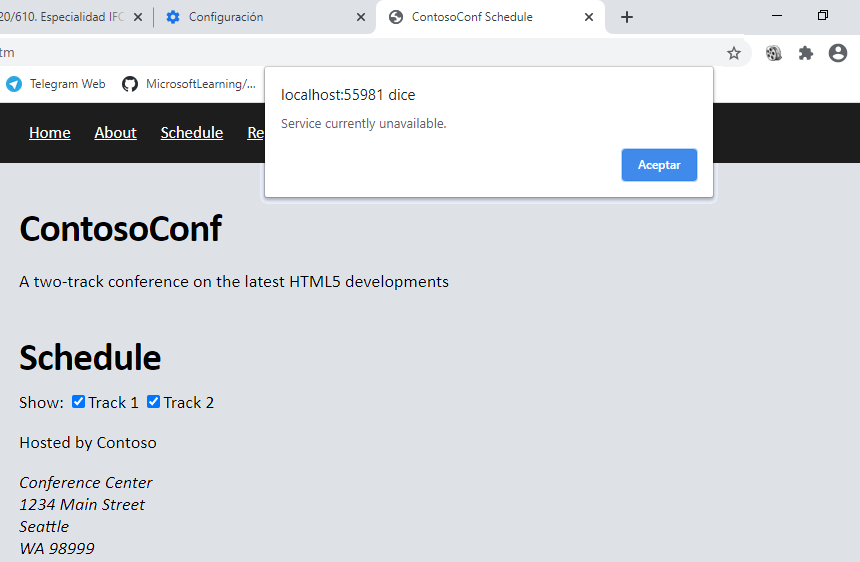 20/610. Especialidad IFC
Configuración
ContosoConf Schedule
tm
Telegram Web
MicrosoftLearning/...
localhost:55981 dice
Service currently unavailable.
Aceptar
Home About Schedule Re
ContosoConf
A two-track conference on the latest HTML5 developments
Schedule
Show: Track 1 Track 2
Hosted by Contoso
Conference Center
1234 Main Street
Seattle
WA 98999